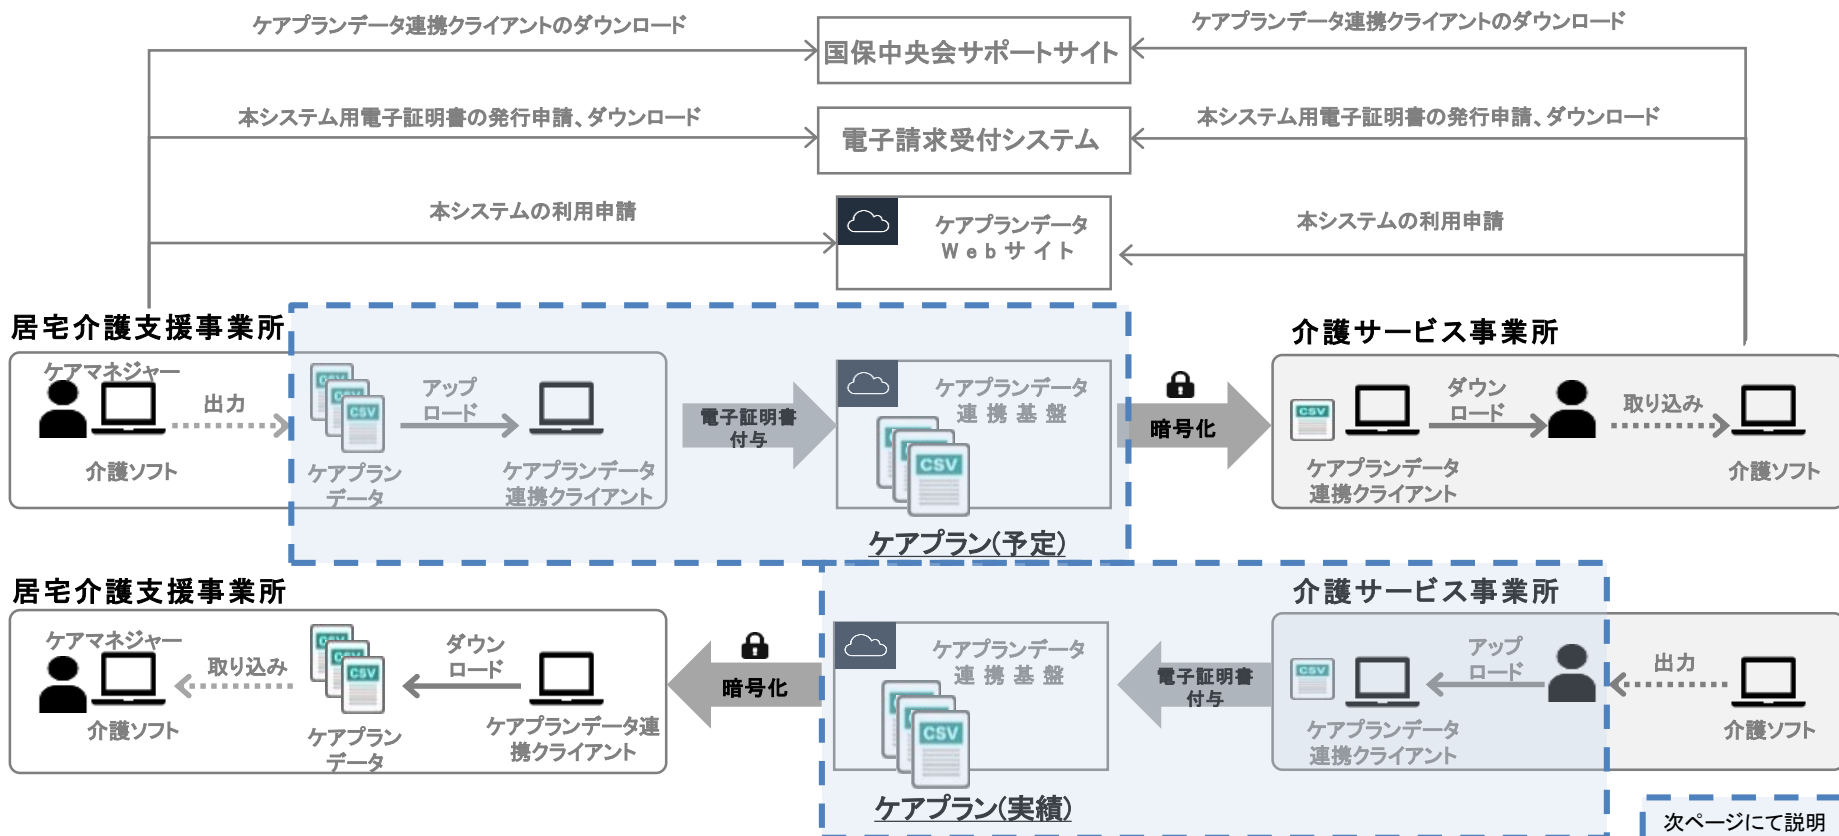 ケアプランデータ連携クライアントのダウンロード
国保中央会サポートサイト
ケアプランデータ連携クライアントのダウンロード
本システム用電子証明書の発行申請、ダウンロード
電子請求受付システム
本システム用電子証明書の発行申請、ダウンロード
本システムの利用申請
ケアプランデータ
Webサイト
本システムの利用申請
居宅介護支援事業所
ケアマネジャー
介護ソフト
出力
CSV
ケアプラン
データ
アップ
ロード
ケアプランデータ
連携クライアント
電子証明書
付与
ケアプランデータ
連携基盤
CSV
ケアプラン(予定)
暗号化
介護サービス事業所
CSV
ケアプランデータ
連携クライアント
ダウン
ロード
取り込み
介護ソフト
居宅介護支援事業所
ケアマネジャー
介護ソフト
取り込み
CSV
ケアプラン
データ
ダウン
ロード
ケアプランデータ連
携クライアント
暗号化
ケアプランデータ
連携基盤
CSV
ケアプラン(実績)
電子証明書
付与
介護サービス事業所
CSV
ケアプランデータ
連携クライアント
アップ
ロード
出力
介護ソフト
次ページにて説明